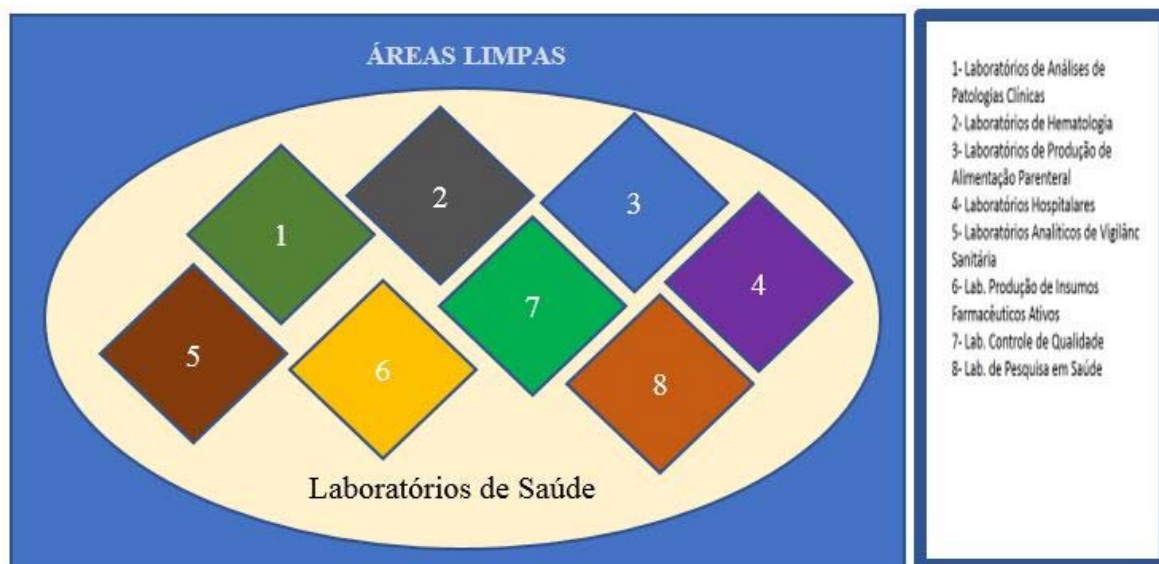 ÁREAS LIMPAS
1
2
3
4
5
6
7
8
Laboratórios de Saúde
1- Laboratórios de Análises de
Patologias Clínicas
2- Laboratórios de Hematologia
3- Laboratórios de Produção de
Alimentação Parenteral
4- Laboratórios Hospitalares
5- Laboratórios Analíticos de Vigilânc
Sanitária
6- Lab. Produção de Insumos
Farmacêuticos Ativos
7- Lab. Controle de Qualidade
8- Lab. de Pesquisa em Saúde